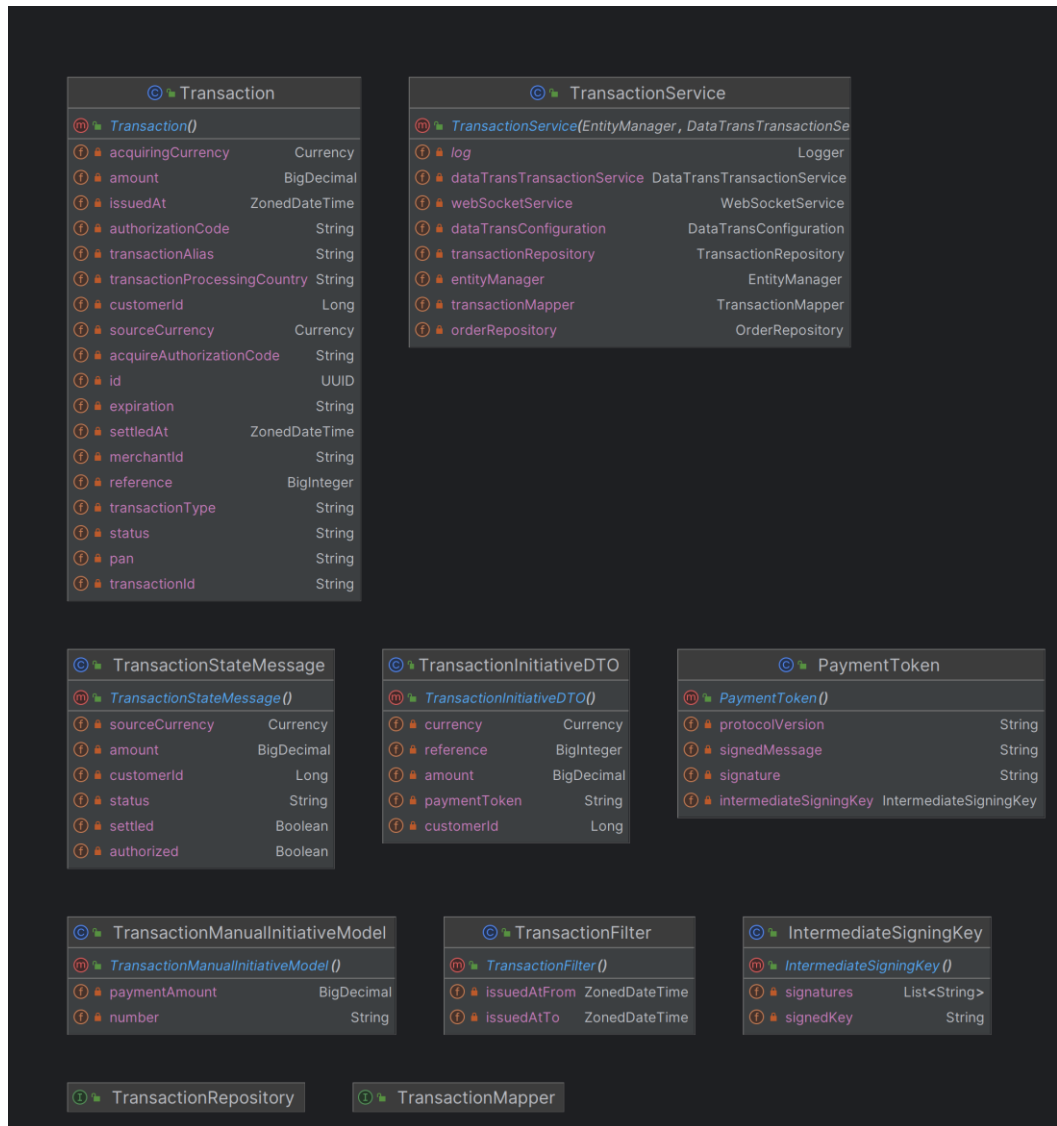 Transaction
Transaction()
acquiringCurrency Currency
amount BigDecimal
issuedAt ZonedDateTime
authorizationCode String
transactionAlias String
transactionProcessingCountry String
customerId Long
sourceCurrency Currency
acquireAuthorizationCode String
id UUID
expiration String
settledAt ZonedDateTime
merchantId String
reference BigInteger
transactionType String
status String
pan String
transactionId String
TransactionService
TransactionService(EntityManager, DataTransTransactionSe
log Logger
dataTransTransactionService DataTransTransactionService
webSocketService WebSocketService
dataTransConfiguration DataTransConfiguration
transactionRepository TransactionRepository
entityManager EntityManager
transactionMapper TransactionMapper
orderRepository OrderRepository
TransactionStateMessage
TransactionStateMessage()
sourceCurrency Currency
amount BigDecimal
customerId Long
status String
settled Boolean
authorized Boolean
TransactionInitiativeDTO
TransactionInitiativeDTO()
currency Currency
reference BigInteger
amount BigDecimal
paymentToken String
customerId Long
PaymentToken
PaymentToken()
protocolVersion String
signedMessage String
signature String
intermediateSigningKey IntermediateSigningKey
TransactionManualInitiativeModel
TransactionManualInitiativeModel()
paymentAmount BigDecimal
number String
TransactionFilter
TransactionFilter()
issuedAtFrom ZonedDateTime
issuedAtTo ZonedDateTime
IntermediateSigningKey
IntermediateSigningKey()
signatures List<String>
signedKey String
TransactionRepository
TransactionMapper